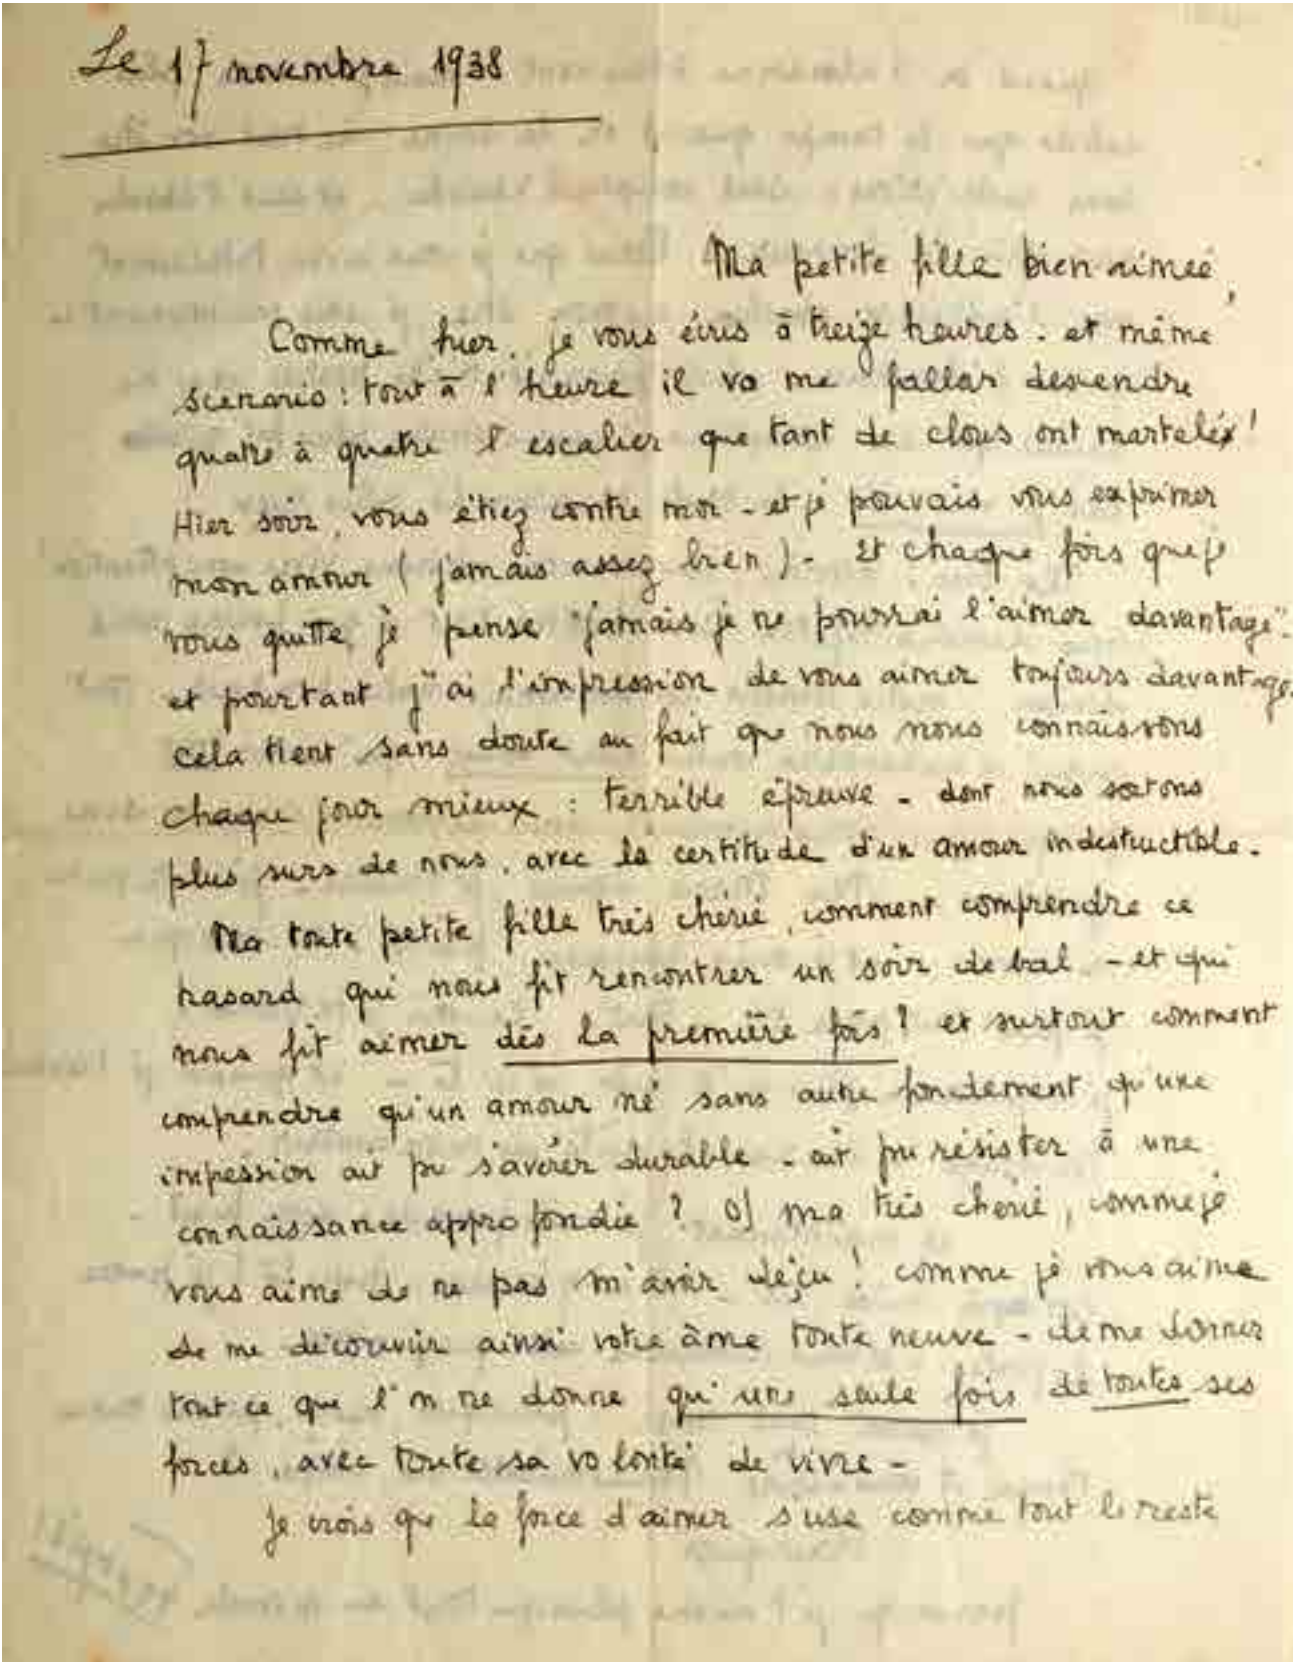 Le 17 novembre 1938
Ma petite fille bien-aimée,
Comme hier, je vous écris à treize heures. et même
scenario : tout à l'heure il va me falloir descendre
quatre à quatre l'escalier que tant de clous ont martelés !
Hier soir, vous étiez contre moi - et je pouvais vous exprimer
mon amour (jamais assez bien) - et chaque fois que je
vous quitte, je pense "jamais je ne pourrai l'aimer davantage".
et pourtant j'ai l'impression de vous aimer toujours davantage.
cela tient sans doute au fait que nous nous connaissons
chaque jour mieux : terrible épreuve - dont nous sortons
plus surs de nous, avec la certitude d'un amour indestructible.
Ma toute petite fille très chérie, comment comprendre ce
hasard qui nous fit rencontrer un soir de bal - et qui
nous fit aimer dès la première fois ? et surtout comment
comprendre qu'un amour né sans autre fondement qu'une
impession ait pu s'avérer durable - ait pu résister à une
connaissance approfondie ? O ma très chérie, comme je
vous aime de ne pas m'avoir déçu ! comme je vous aime
de me découvrir ainsi votre âme toute neuve - de me donner
tout ce que l'on ne donne qu'une seule fois de toutes ses
forces, avec toute sa volonté de vivre -
Je crois que la force d'aimer s'use comme tout le reste